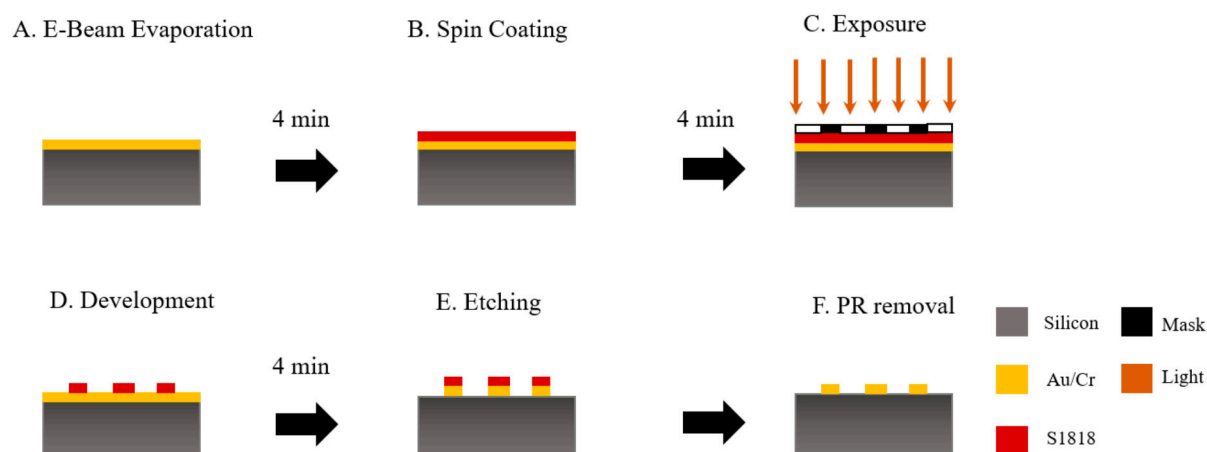 A. E-Beam Evaporation
B. Spin Coating
C. Exposure
4 min
4 min
D. Development
E. Etching
F. PR removal
4 min
Silicon
Mask
Au/Cr
Light
S1818